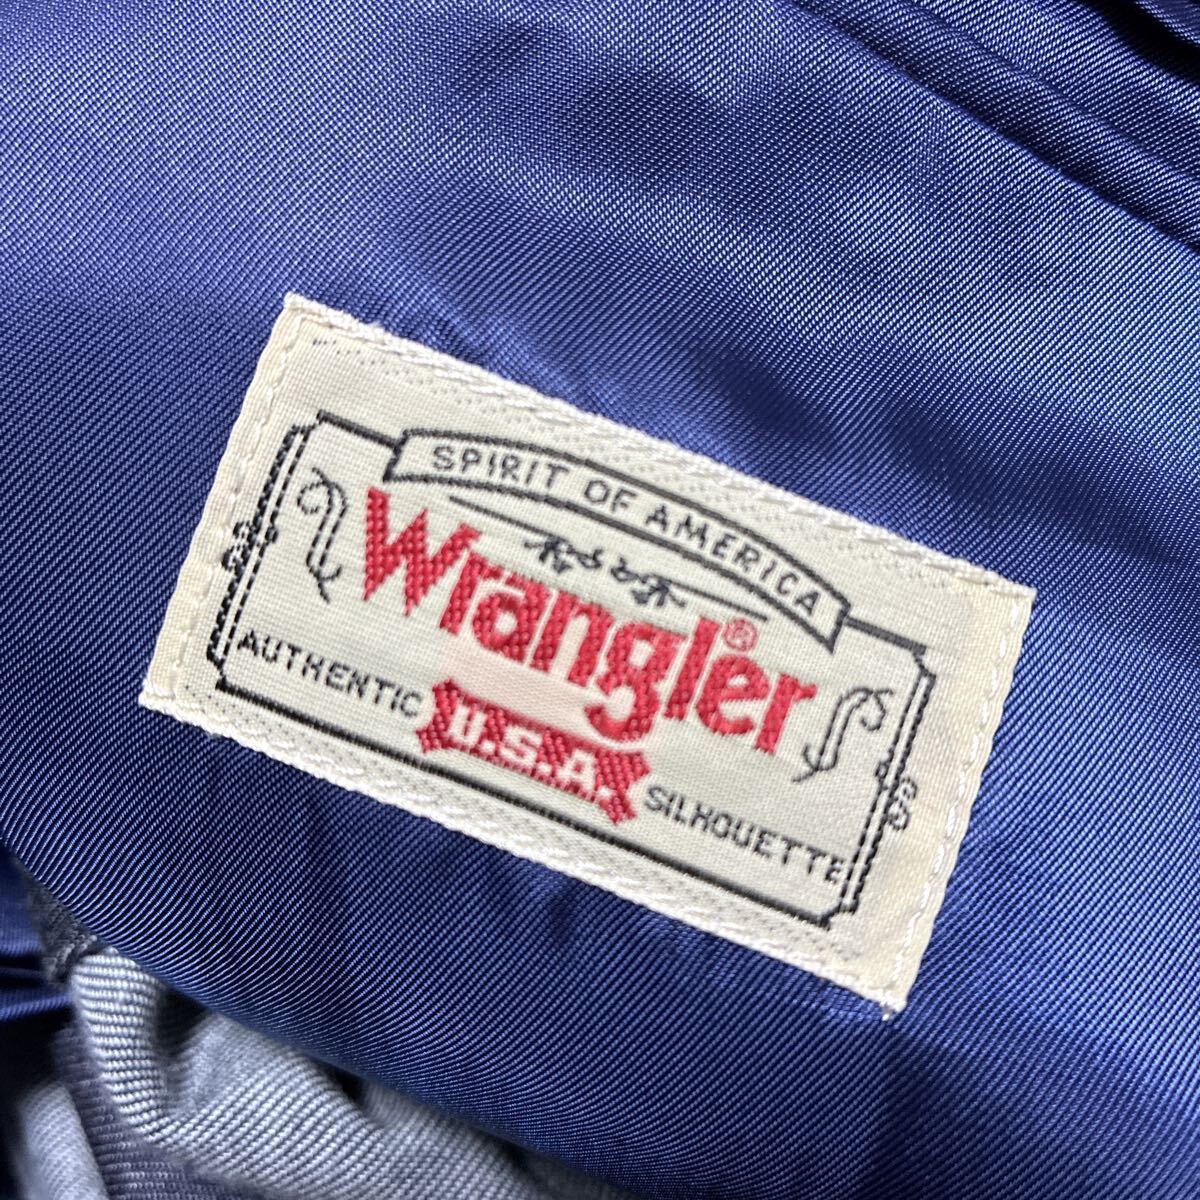 SPIRIT OF AMERICA
Wrangler®
AUTHENTIC U.S.A. SILHOUETTE